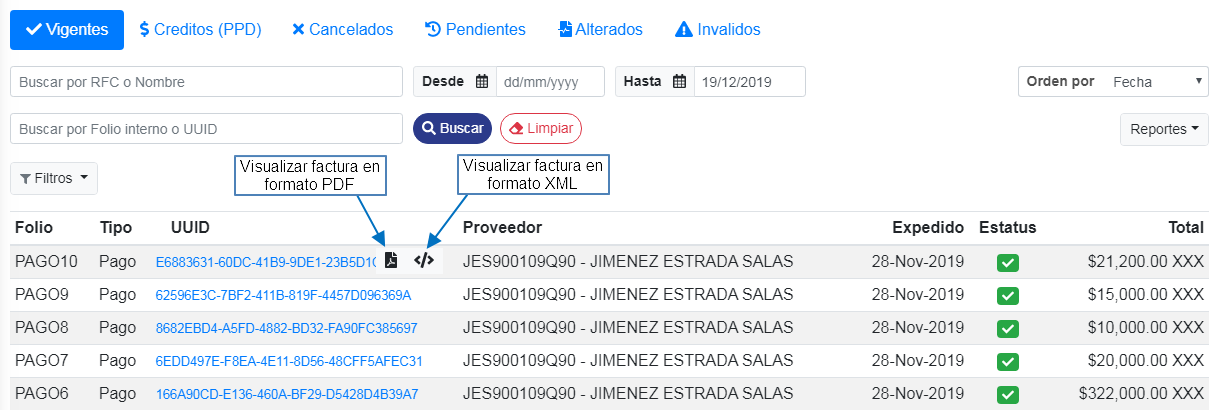 Vigentes
Creditos (PPD)
Cancelados
Pendientes
Alterados
Invalidos
Buscar por RFC o Nombre
Desde dd/mm/yyyy
Hasta 19/12/2019
Orden por Fecha
Buscar por Folio interno o UUID
Buscar
Limpiar
Reportes
Filtros
Visualizar factura en
formato PDF
Visualizar factura en
formato XML
Folio Tipo UUID Proveedor Expedido Estatus Total
PAGO10 Pago E6883631-60DC-41B9-9DE1-23B5D1 JES900109Q90 - JIMENEZ ESTRADA SALAS 28-Nov-2019 $21,200.00 XXX
PAGO9 Pago 62596E3C-7BF2-411B-819F-4457D096369A JES900109Q90 - JIMENEZ ESTRADA SALAS 28-Nov-2019 $15,000.00 XXX
PAGO8 Pago 8682EBD4-A5FD-4882-BD32-FA90FC385697 JES900109Q90 - JIMENEZ ESTRADA SALAS 28-Nov-2019 $10,000.00 XXX
PAGO7 Pago 6EDD497E-F8EA-4E11-8D56-48CFF5AFEC31 JES900109Q90 - JIMENEZ ESTRADA SALAS 28-Nov-2019 $20,000.00 XXX
PAGO6 Pago 166A90CD-E136-460A-BF29-D5428D4B39A7 JES900109Q90 - JIMENEZ ESTRADA SALAS 28-Nov-2019 $322,000.00 XXX